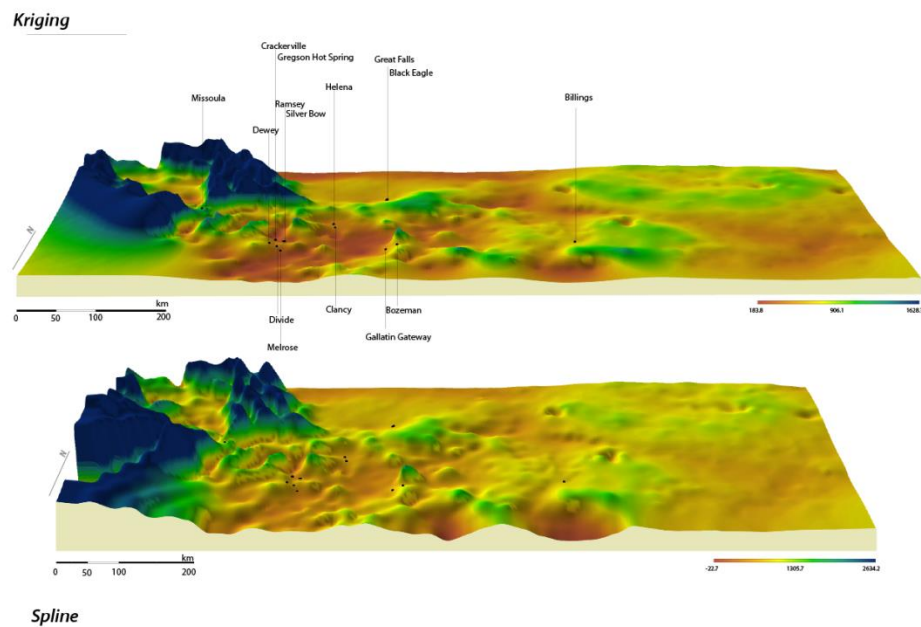 Kriging
Crackerville
Gregson Hot Spring
Great Falls
Black Eagle
Missoula
Ramsey
Silver Bow
Helena
Billings
Dewey
N
km
0 50 100 200
Divide
Melrose
Clancy
Bozeman
Gallatin Gateway
183.8 906.1 1628.
N
km
0 50 100 200
-22.7 1305.7 2634.2
Spline